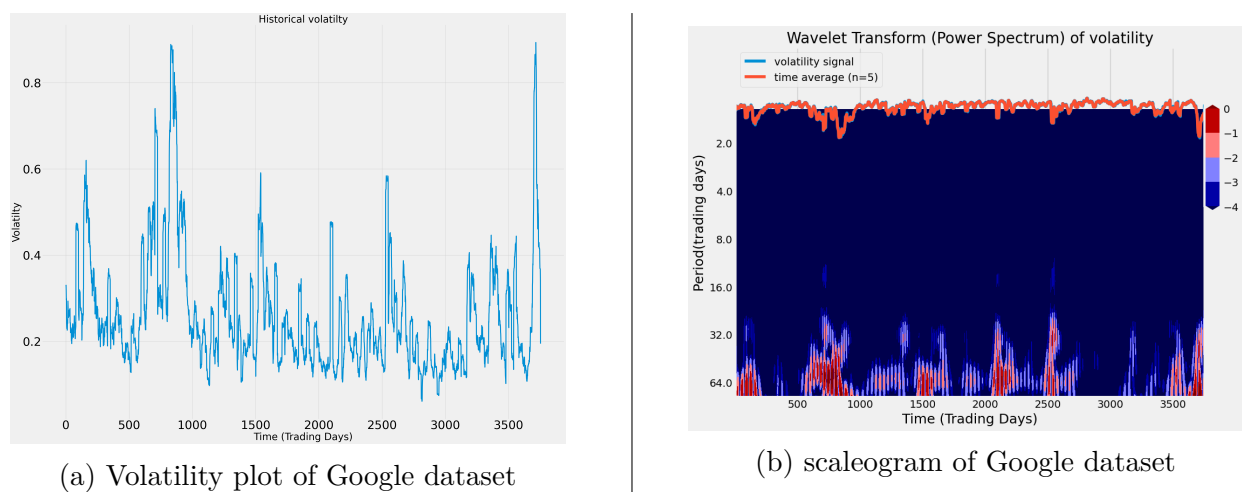 Historical volatilty
Volatilty
0.8
0.6
0.4
0.2
0 500 1000 1500 2000 2500 3000 3500
Time (Trading Days)
(a) Volatility plot of Google dataset
Wavelet Transform (Power Spectrum) of volatility
volatility signal
time average (n=5)
Period(trading days)
2.0
4.0
8.0
16.0
32.0
64.0
500 1000 1500 2000 2500 3000 3500
Time (Trading Days)
0
−1
−2
−3
−4
(b) scaleogram of Google dataset